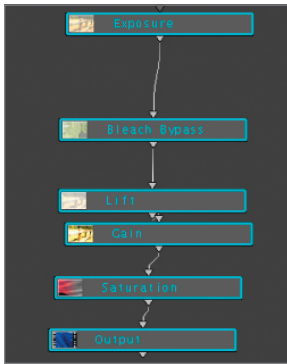 Exposure
Bleach Bypass
Lift
Gain
Saturation
Output